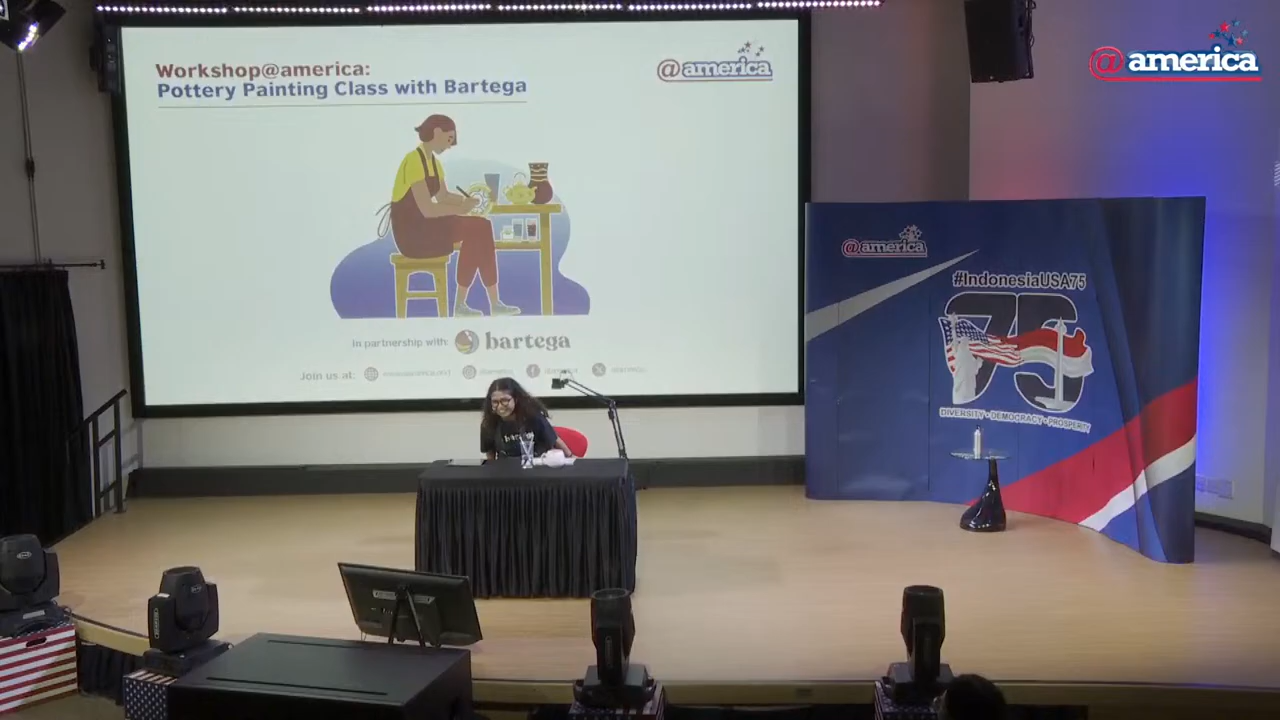 Workshop@america:
Pottery Painting Class with Bartega
@america
In partnership with: bartega
Join us at:
@america
#IndonesiaUSA75
75
DIVERSITY • DEMOCRACY • PROSPERITY
@america